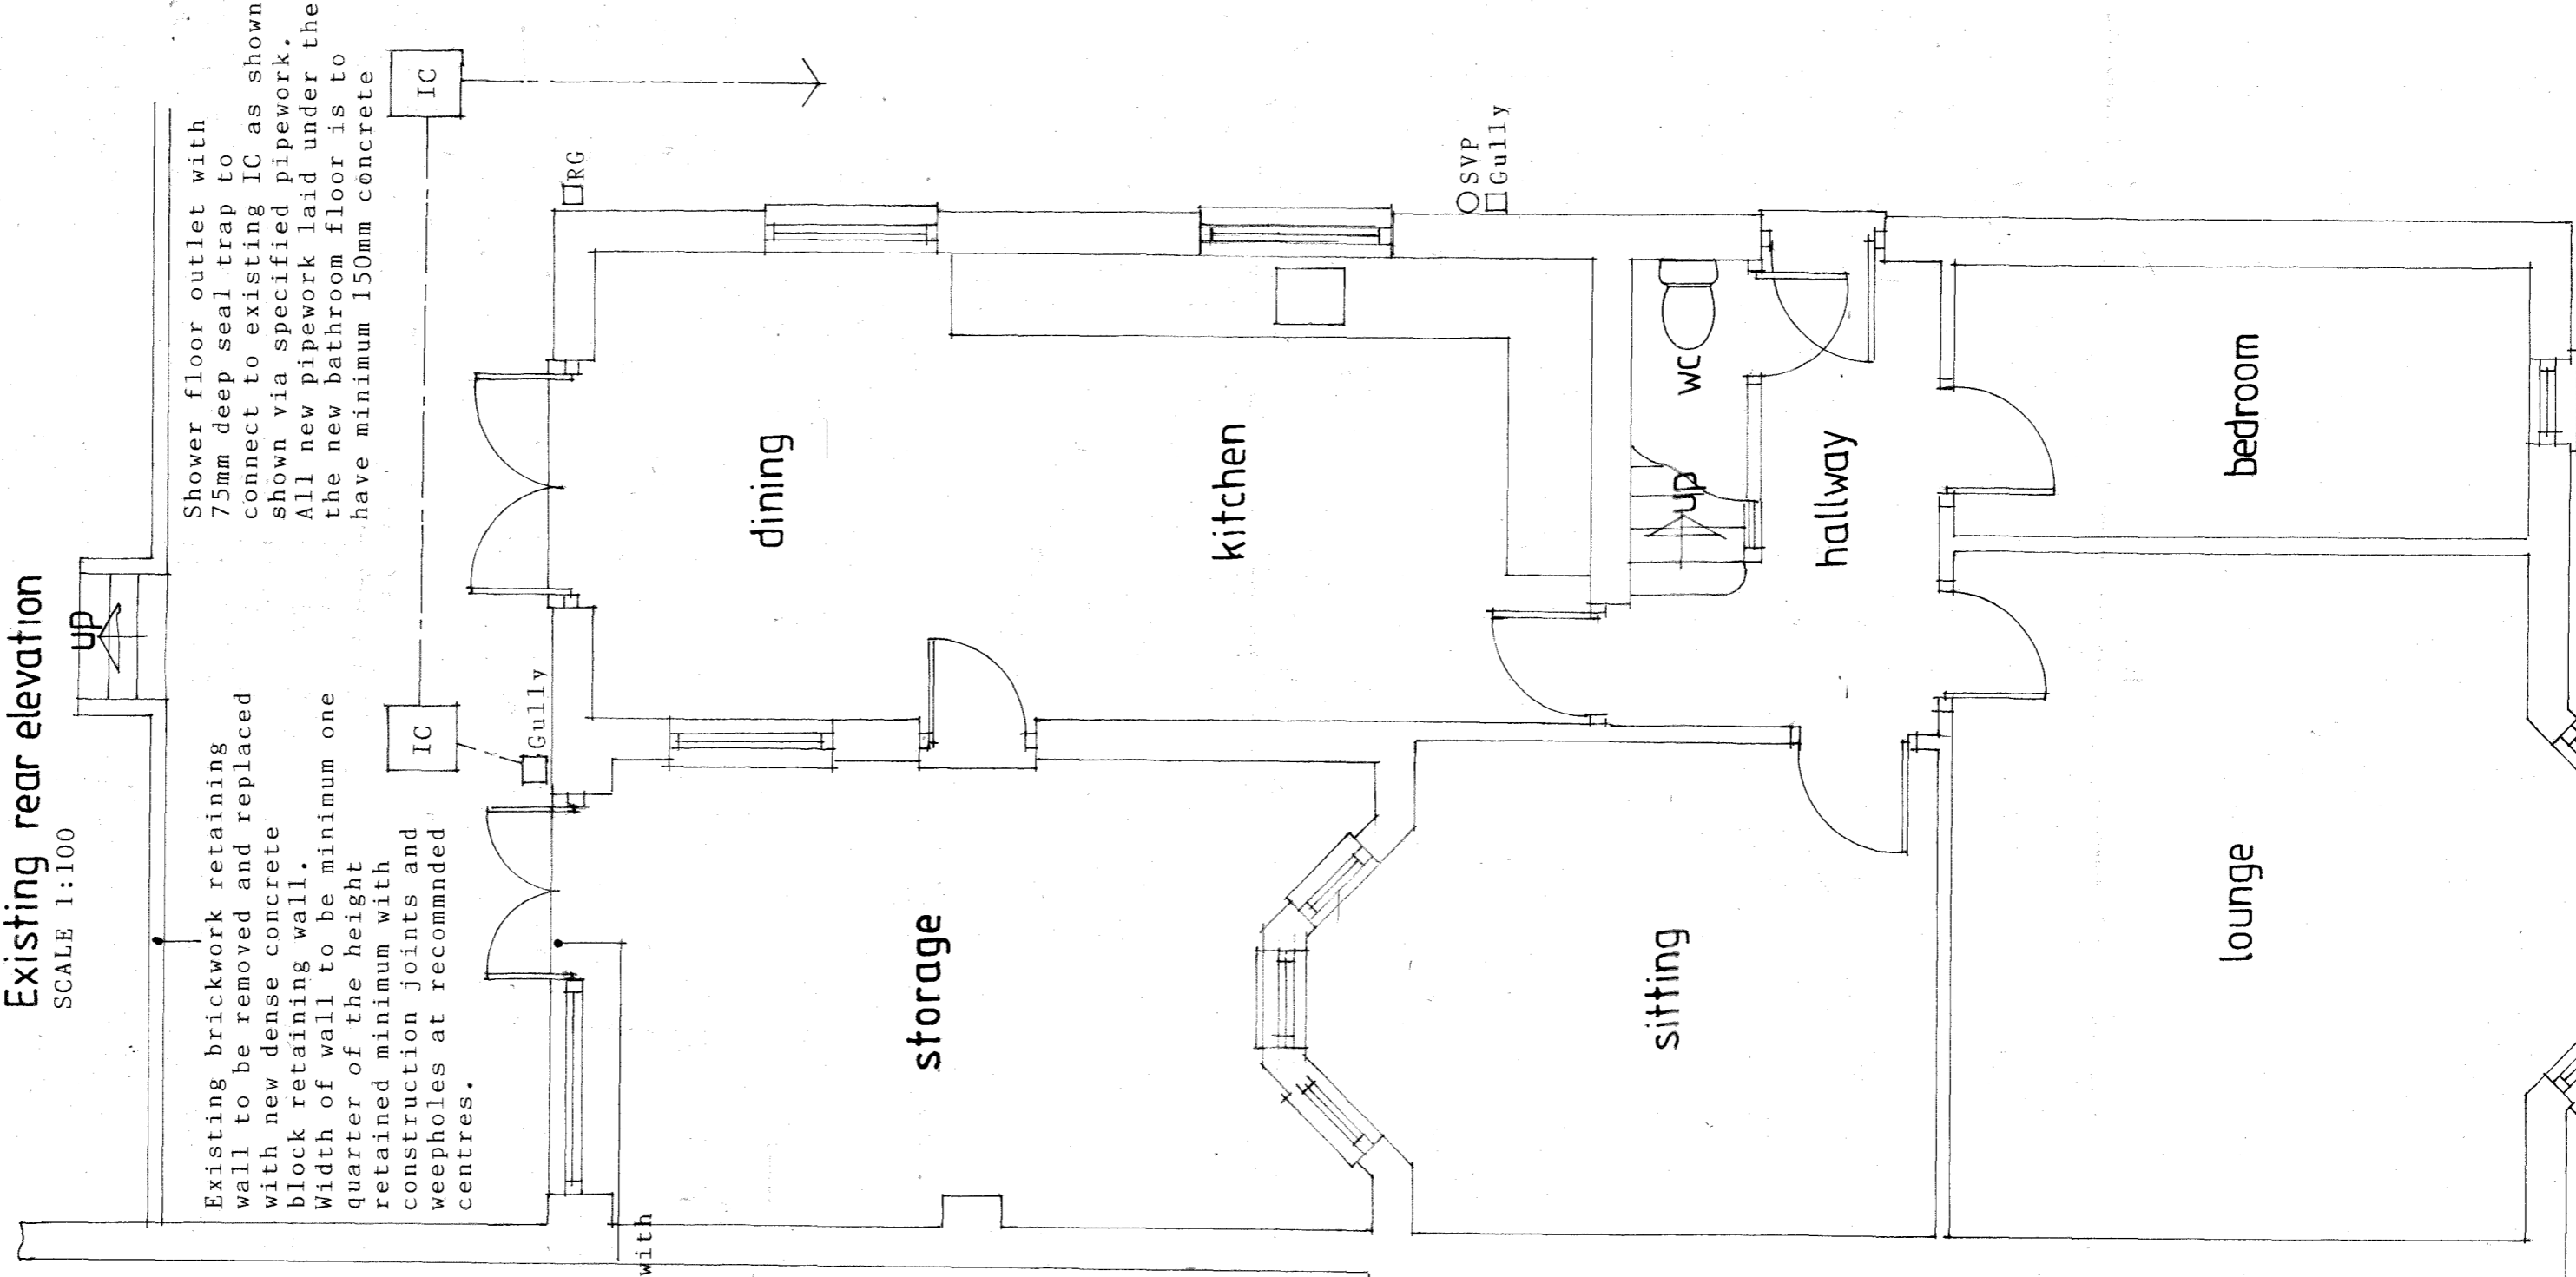 Existing rear elevation
SCALE 1:100
up
Existing brickwork retaining
wall to be removed and replaced
with new dense concrete
block retaining wall.
Width of wall to be minimum one
quarter of the height
retained minimum with
construction joints and
weepholes at recommnded
centres.
Shower floor outlet with
75mm deep seal trap to
connect to existing IC as shown
shown via specified pipework.
All new pipework laid under the
the new bathroom floor is to
have minimum 150mm concrete
IC
IC
Gully
RG
with
dining
storage
kitchen
SVP
Gully
sitting
up
wc
hallway
lounge
bedroom